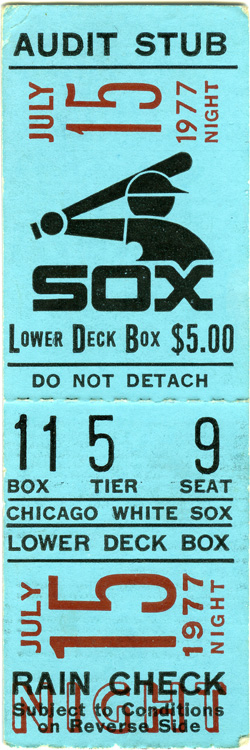 AUDIT STUB
JULY 15 1977 NIGHT
SOX
LOWER DECK BOX $5.00
DO NOT DETACH
11 5 9
BOX TIER SEAT
CHICAGO WHITE SOX
LOWER DECK BOX
JULY 15 1977 NIGHT
NIGHT
RAIN CHECK
Subject to Conditions
on Reverse Side